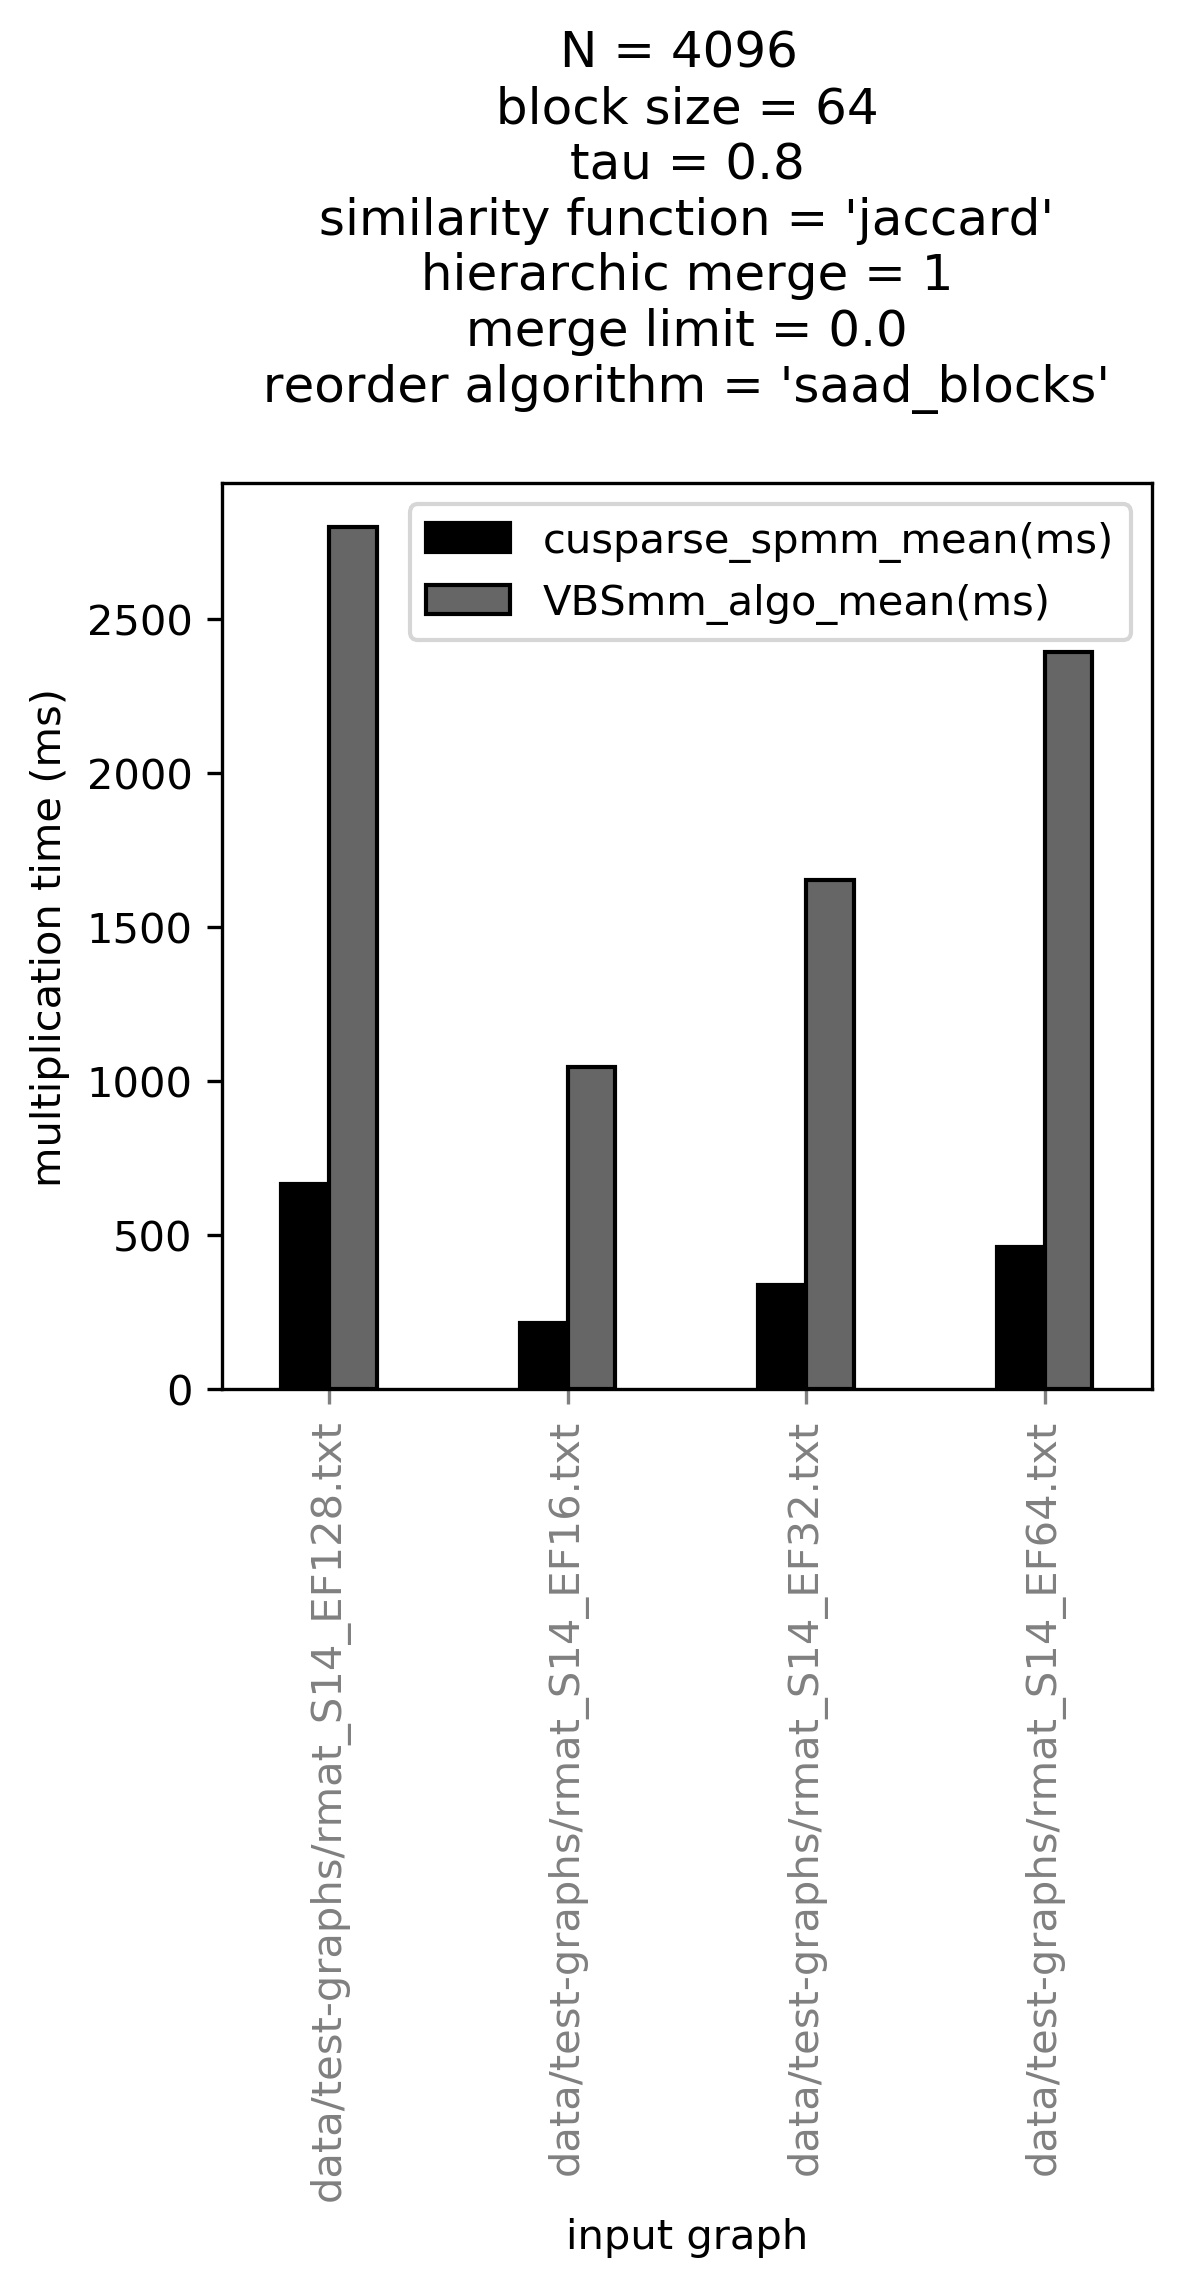 N = 4096
block size = 64
tau = 0.8
similarity function = 'jaccard'
hierarchic merge = 1
merge limit = 0.0
reorder algorithm = 'saad_blocks'
cusparse_spmm_mean(ms)
VBSmm_algo_mean(ms)
multiplication time (ms)
2500
2000
1500
1000
500
0
data/test-graphs/rmat_S14_EF128.txt
data/test-graphs/rmat_S14_EF16.txt
data/test-graphs/rmat_S14_EF32.txt
data/test-graphs/rmat_S14_EF64.txt
input graph